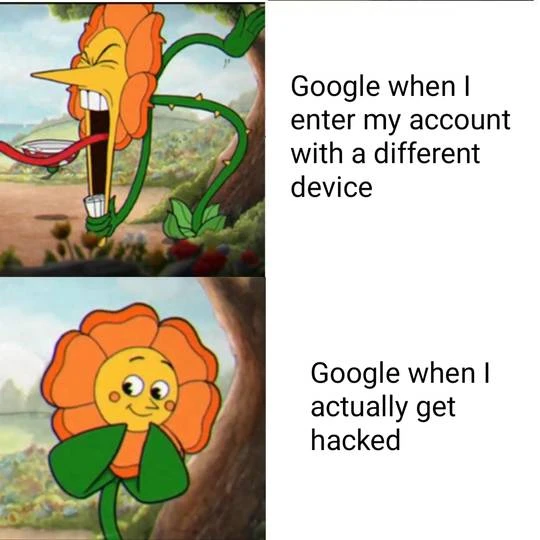 Google when I
enter my account
with a different
device
Google when I
actually get
hacked